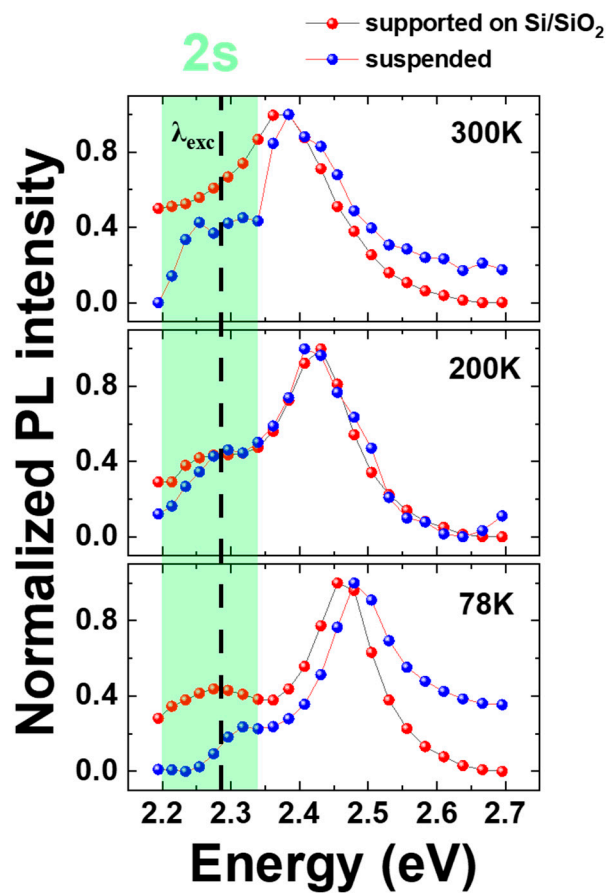 supported on Si/SiO₂
suspended
2s
λexc
300K
0.8
0.4
0.0
200K
0.8
0.4
0.0
78K
0.8
0.4
0.0
2.2 2.3 2.4 2.5 2.6 2.7
Normalized PL intensity
Energy (eV)